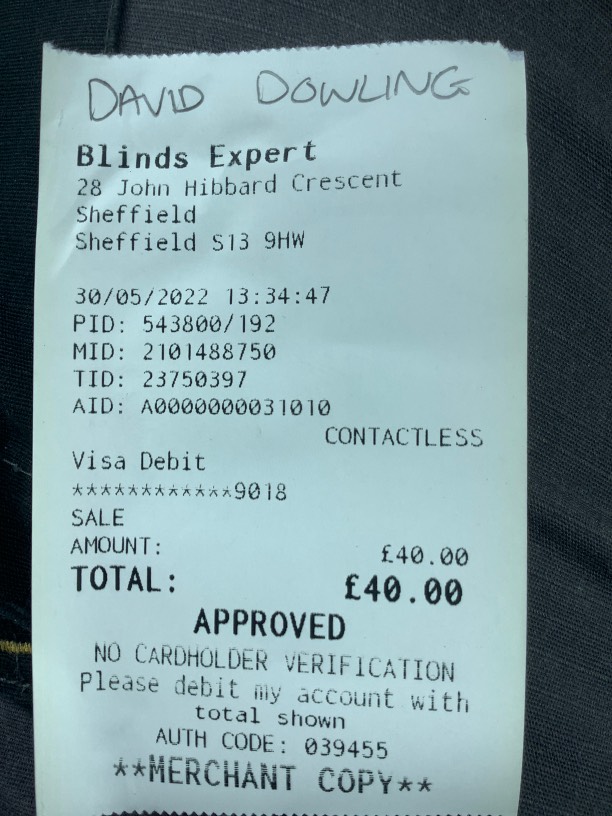 DAVID DOWLING
Blinds Expert
28 John Hibbard Crescent
Sheffield
Sheffield S13 9HW
30/05/2022 13:34:47
PID: 543800/192
MID: 2101488750
TID: 23750397
AID: A0000000031010
CONTACTLESS
Visa Debit
************9018
SALE
AMOUNT: £40.00
TOTAL: £40.00
APPROVED
NO CARDHOLDER VERIFICATION
Please debit my account with
total shown
AUTH CODE: 039455
**MERCHANT COPY**